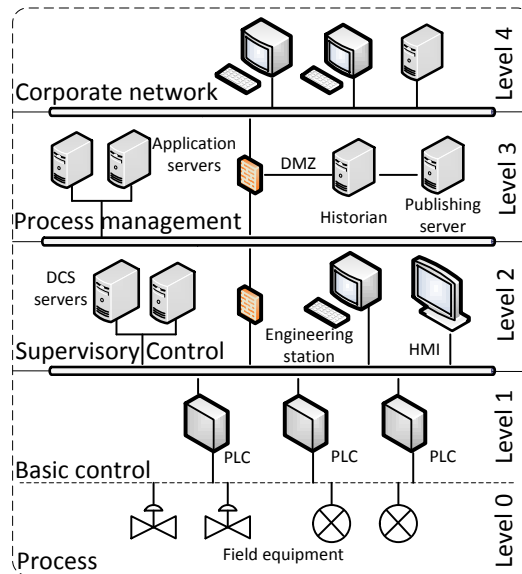 Level 4
Corporate network
Application
servers
DMZ
Historian
Publishing
server
Level 3
Process management
DCS
servers
Engineering
station
HMI
Level 2
Supervisory Control
PLC
PLC
PLC
Level 1
Basic control
Field equipment
Level 0
Process